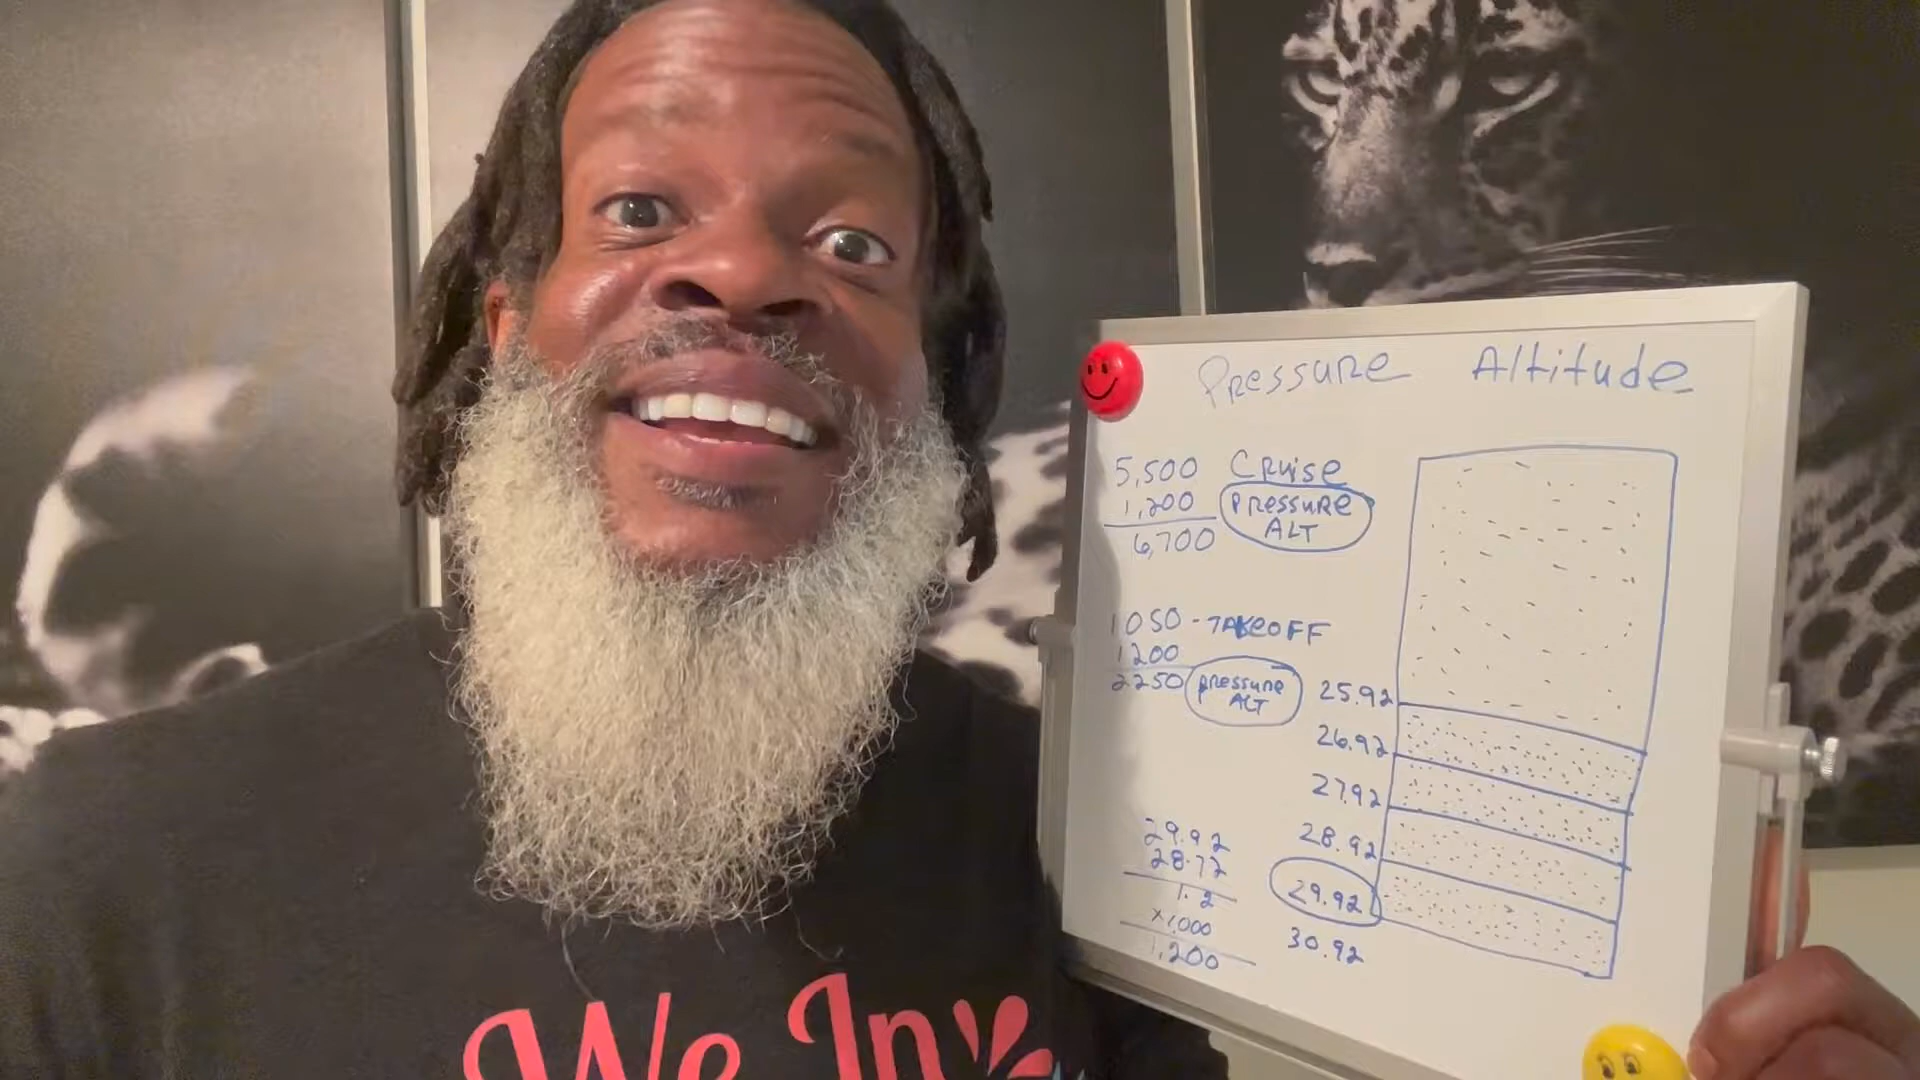 Pressure Altitude
5,500 Cruise
1,200 Pressure
ALT
6,700
1050 - TAKEOFF
1200
2250 pressure
ALT
25.92
26.92
27.92
28.92
29.92
30.92
29.92
28.72
1.2
x1,000
1,200
We In